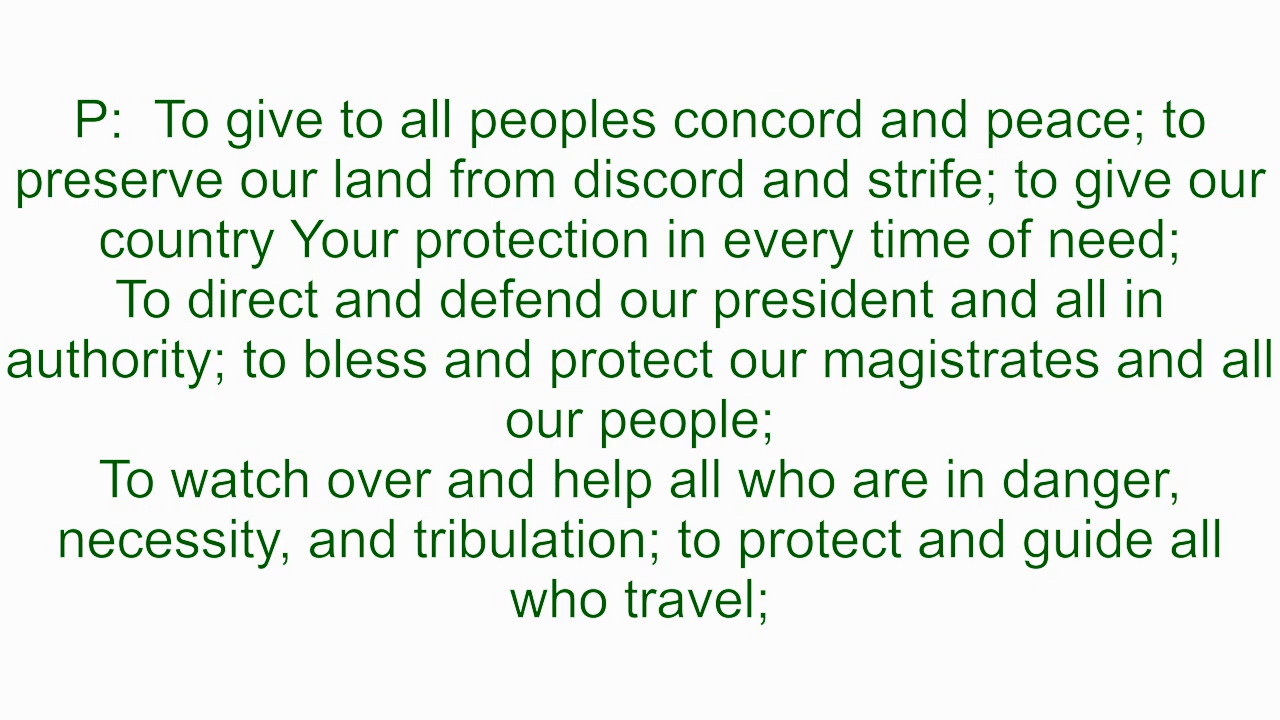 P:  To give to all peoples concord and peace; to
preserve our land from discord and strife; to give our
country Your protection in every time of need;
To direct and defend our president and all in
authority; to bless and protect our magistrates and all
our people;
To watch over and help all who are in danger,
necessity, and tribulation; to protect and guide all
who travel;